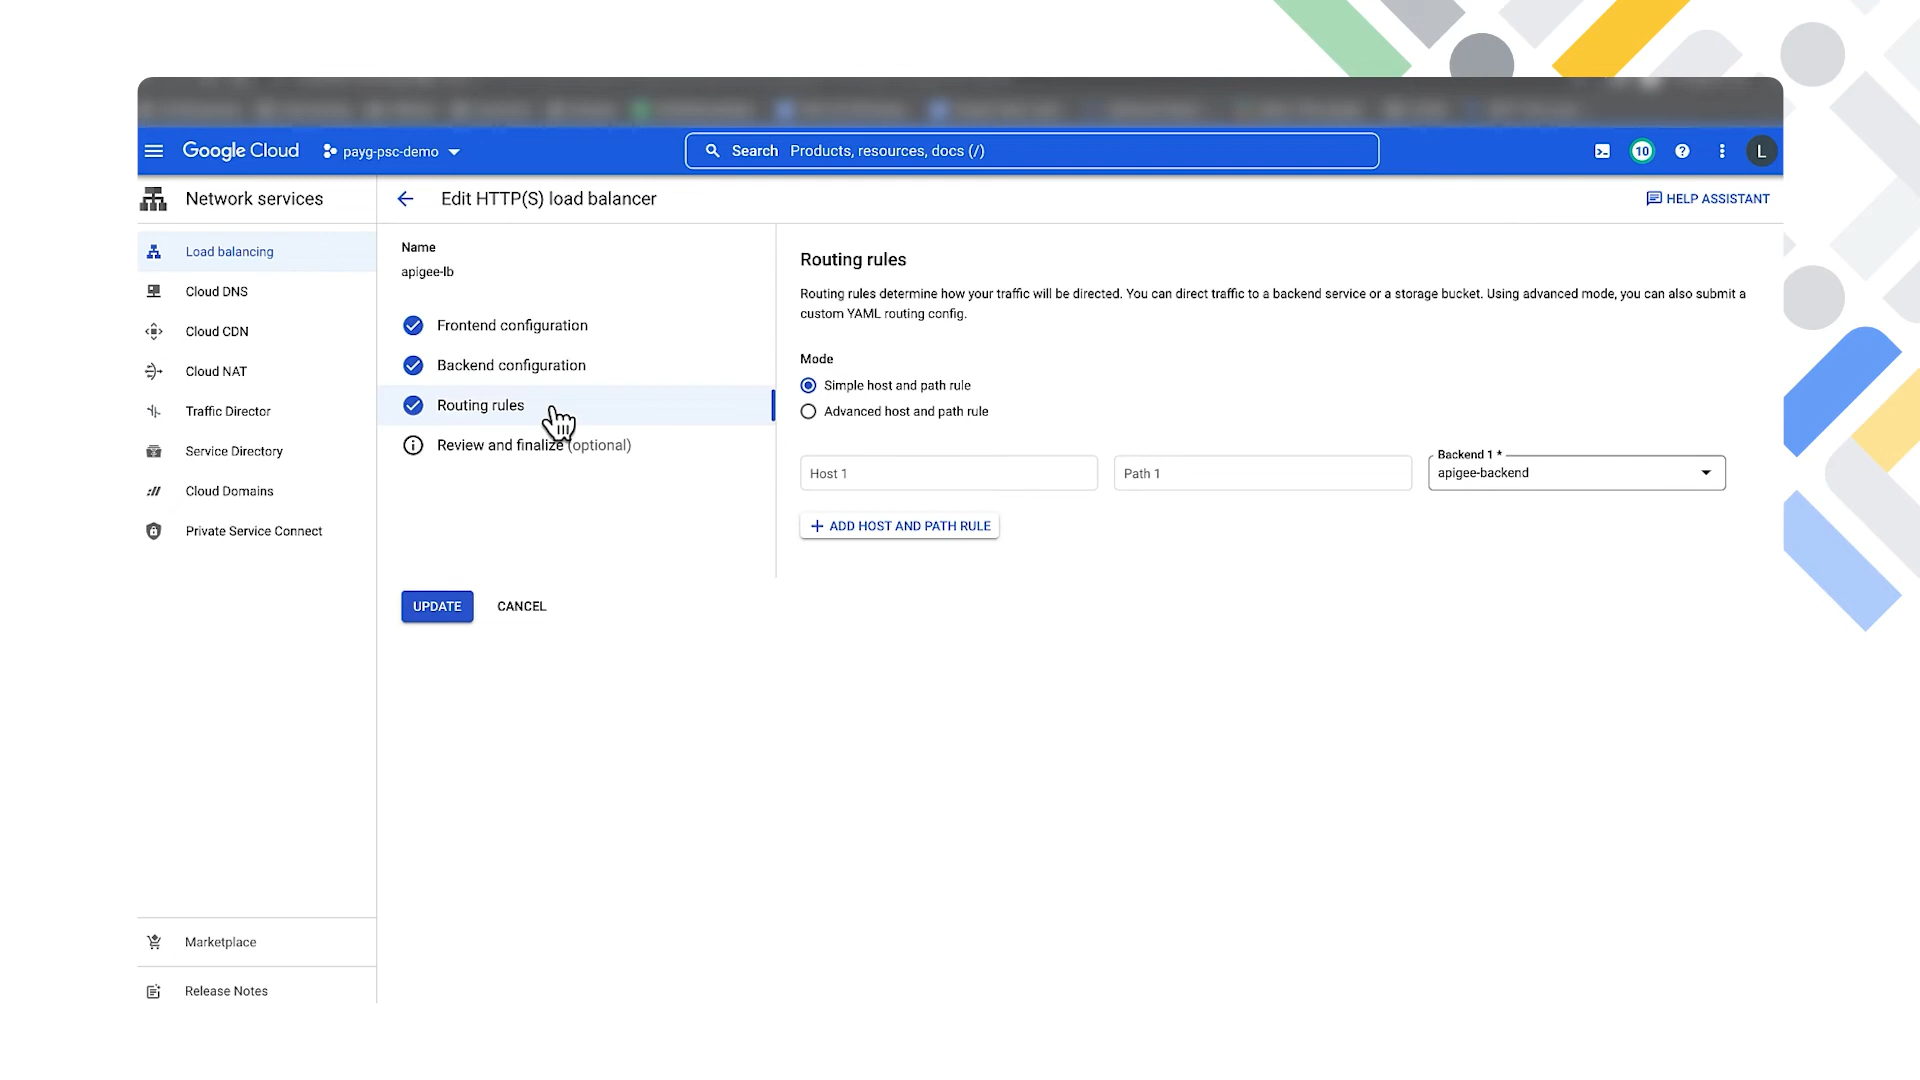 Google Cloud
payg-psc-demo
Search Products, resources, docs (/)
10
L
Network services
Edit HTTP(S) load balancer
HELP ASSISTANT
Load balancing
Cloud DNS
Cloud CDN
Cloud NAT
Traffic Director
Service Directory
Cloud Domains
Private Service Connect
Marketplace
Release Notes
Name
apigee-lb
Frontend configuration
Backend configuration
Routing rules
Review and finalize (optional)
UPDATE
CANCEL
Routing rules
Routing rules determine how your traffic will be directed. You can direct traffic to a backend service or a storage bucket. Using advanced mode, you can also submit a
custom YAML routing config.
Mode
Simple host and path rule
Advanced host and path rule
Host 1
Path 1
Backend 1 *
apigee-backend
ADD HOST AND PATH RULE